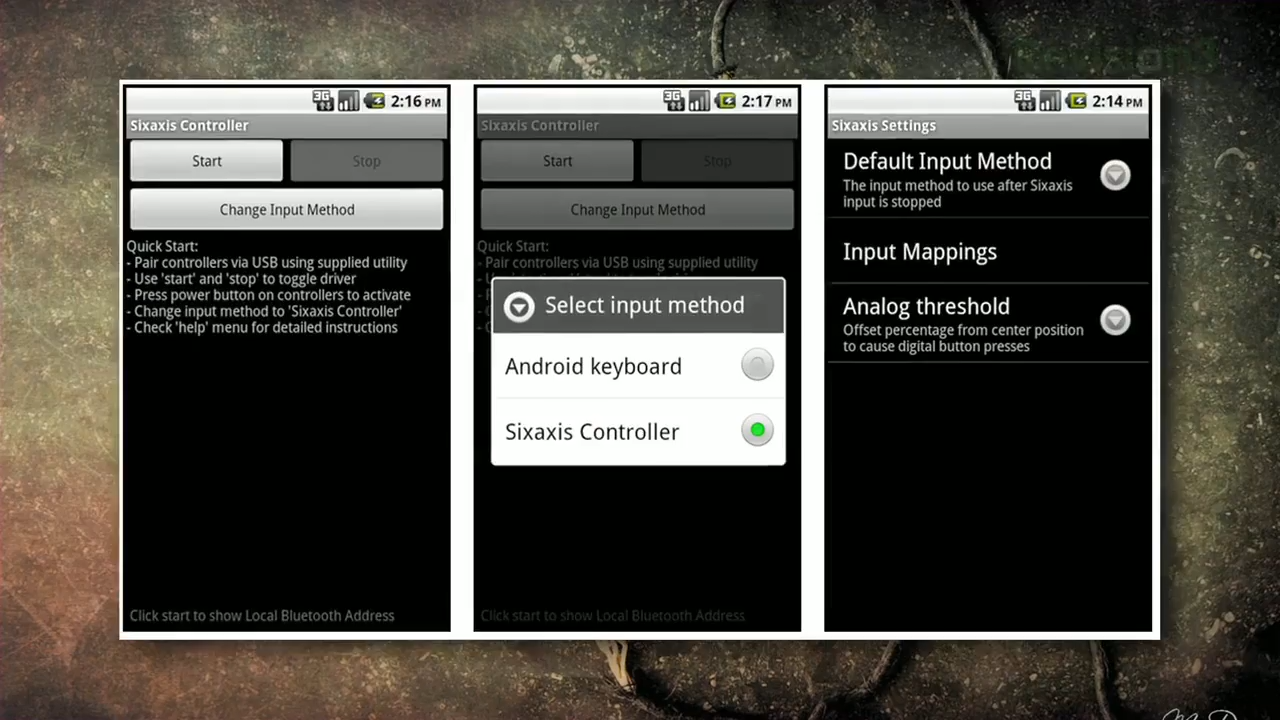 2:16 PM
Sixaxis Controller
Start
Stop
Change Input Method
Quick Start:
- Pair controllers via USB using supplied utility
- Use 'start' and 'stop' to toggle driver
- Press power button on controllers to activate
- Change input method to 'Sixaxis Controller'
- Check 'help' menu for detailed instructions
Click start to show Local Bluetooth Address
2:17 PM
Sixaxis Controller
Start
Stop
Change Input Method
Quick Start:
- Pair controllers via USB using supplied utility
Select input method
Android keyboard
Sixaxis Controller
Click start to show Local Bluetooth Address
2:14 PM
Sixaxis Settings
Default Input Method
The input method to use after Sixaxis
input is stopped
Input Mappings
Analog threshold
Offset percentage from center position
to cause digital button presses